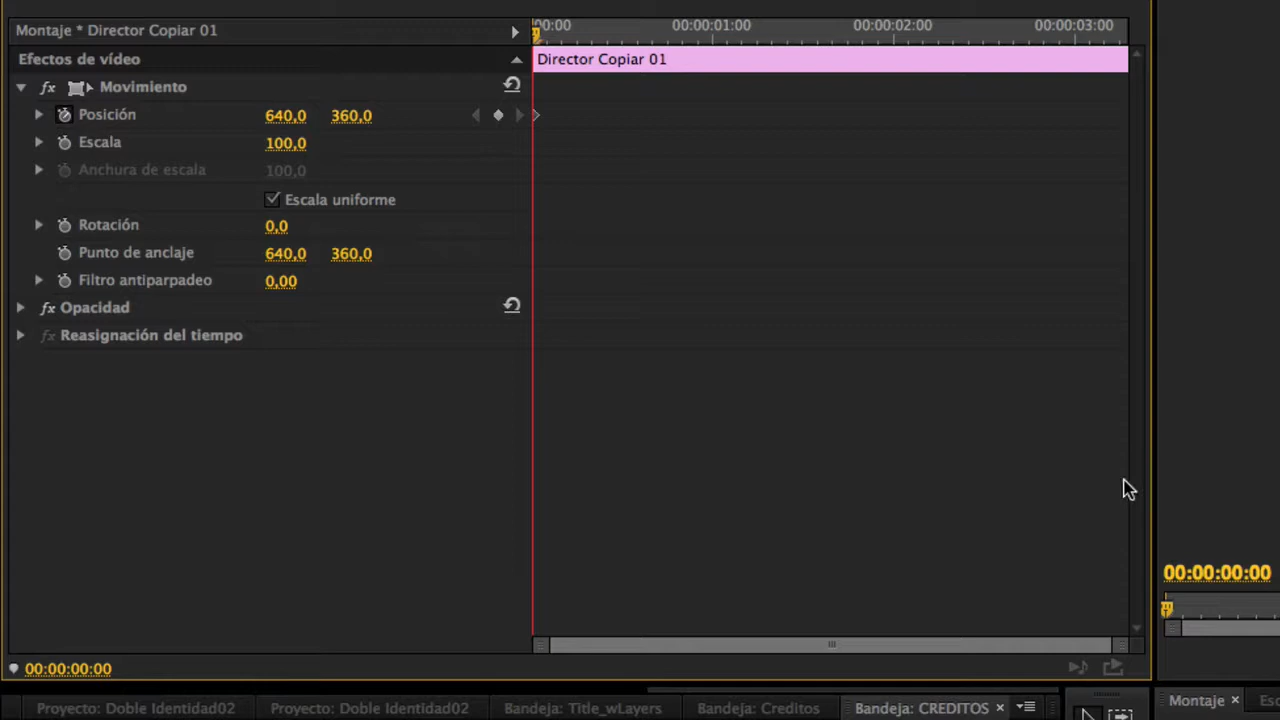 Montaje * Director Copiar 01
00:00 00:00:01:00 00:00:02:00 00:00:03:00
Efectos de vídeo
Director Copiar 01
fx Movimiento
Posición 640,0 360,0
Escala 100,0
Anchura de escala 100,0
Escala uniforme
Rotación 0,0
Punto de anclaje 640,0 360,0
Filtro antiparpadeo 0,00
fx Opacidad
fx Reasignación del tiempo
00:00:00:00
00:00:00:00
Proyecto: Doble Identidad02 Proyecto: Doble Identidad02 Bandeja: Title_wLayers Bandeja: Creditos Bandeja: CREDITOS × Montaje × Es